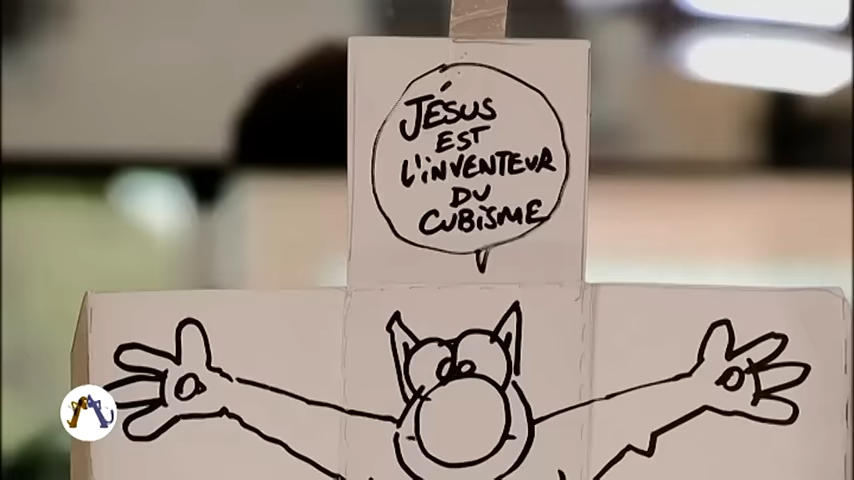 JÉSUS
EST
L'INVENTEUR
DU
CUBISME